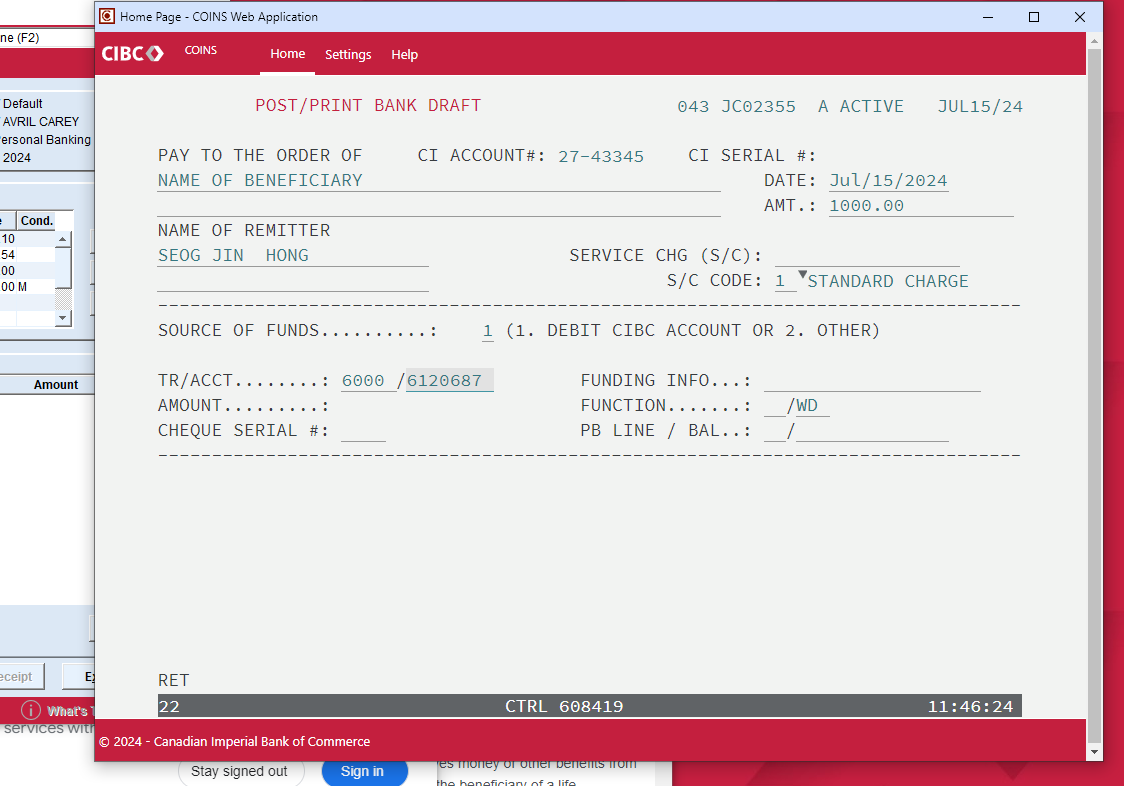 Home Page - COINS Web Application
ne (F2)
CIBC COINS Home Settings Help
Default
AVRIL CAREY
ersonal Banking
2024
POST/PRINT BANK DRAFT 043 JC02355 A ACTIVE JUL15/24
PAY TO THE ORDER OF CI ACCOUNT#: 27-43345 CI SERIAL #:
NAME OF BENEFICIARY DATE: Jul/15/2024
AMT.: 1000.00
NAME OF REMITTER
SEOG JIN HONG SERVICE CHG (S/C):
S/C CODE: 1 STANDARD CHARGE
SOURCE OF FUNDS..........: 1 (1. DEBIT CIBC ACCOUNT OR 2. OTHER)
TR/ACCT........: 6000 /6120687 FUNDING INFO...:
AMOUNT.........: FUNCTION.......: /WD
CHEQUE SERIAL #: PB LINE / BAL..: /
e Cond.
10
54
00
00 M
Amount
RET
22 CTRL 608419 11:46:24
eceipt E
What's
services with
© 2024 - Canadian Imperial Bank of Commerce
Stay signed out Sign in
es money or other benefits from
the beneficiary of a life